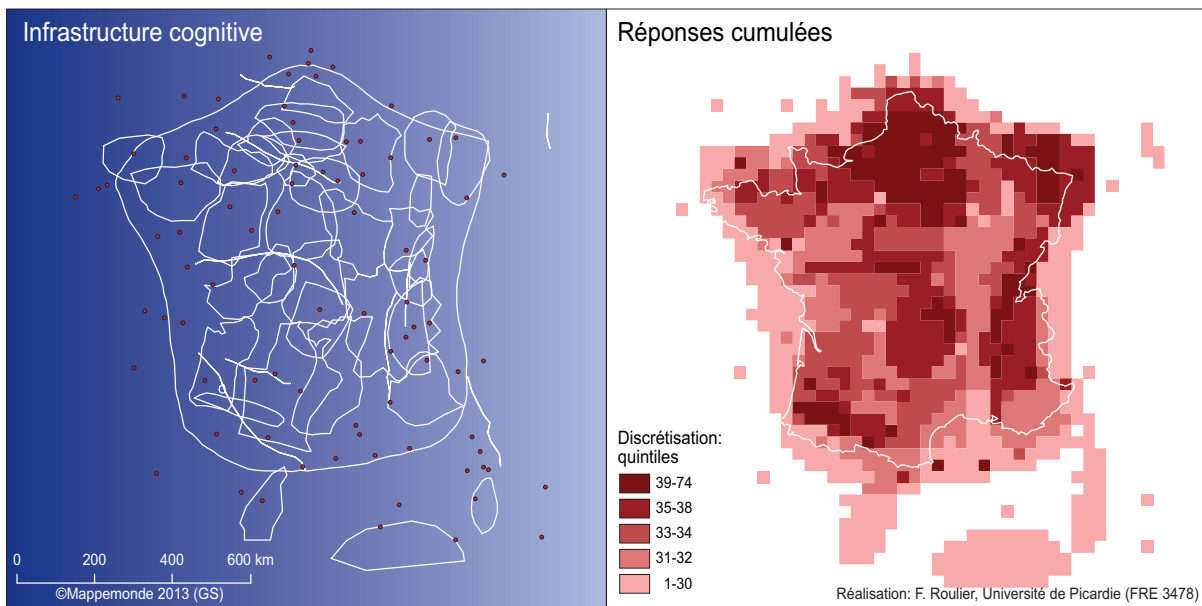 Infrastructure cognitive
0 200 400 600 km
©Mappemonde 2013 (GS)
Réponses cumulées
Discrétisation:
quintiles
39-74
35-38
33-34
31-32
1-30
Réalisation: F. Roulier, Université de Picardie (FRE 3478)